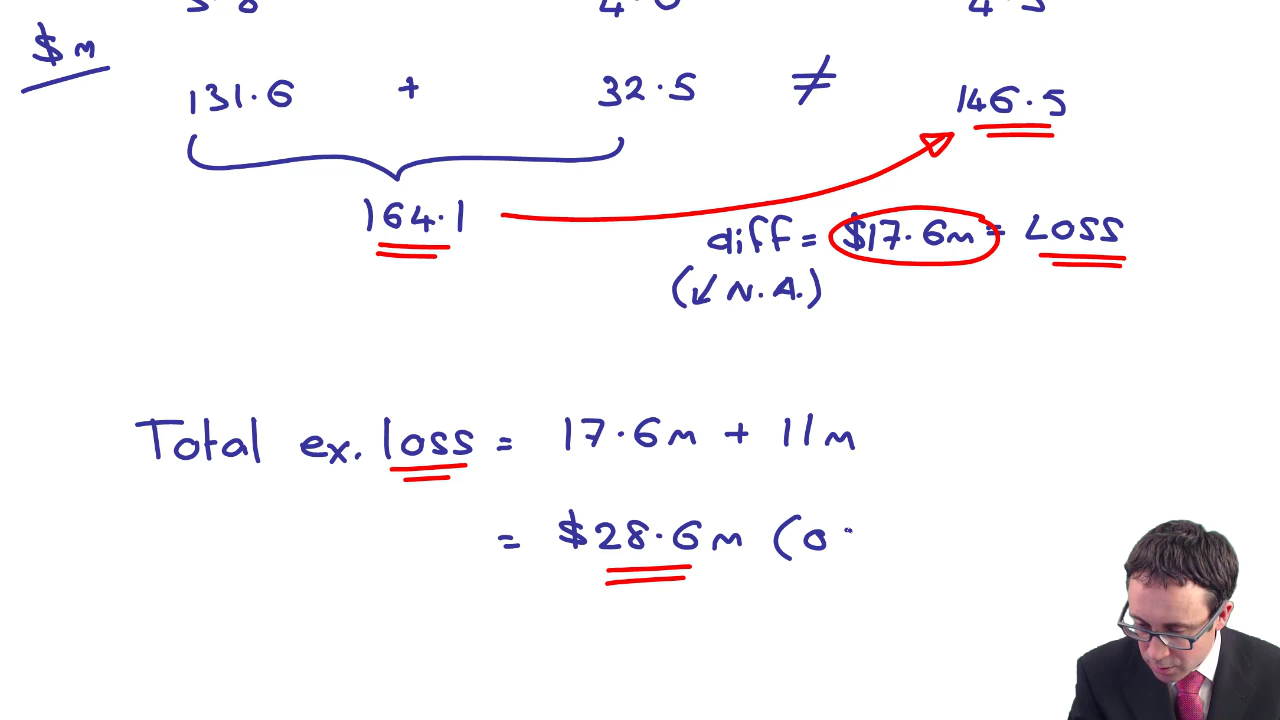 $m
131.6 + 32.5 ≠ 146.5
164.1
diff = $17.6m = LOSS
(↙ N.A.)
Total ex. loss = 17.6m + 11m
= $28.6m (0